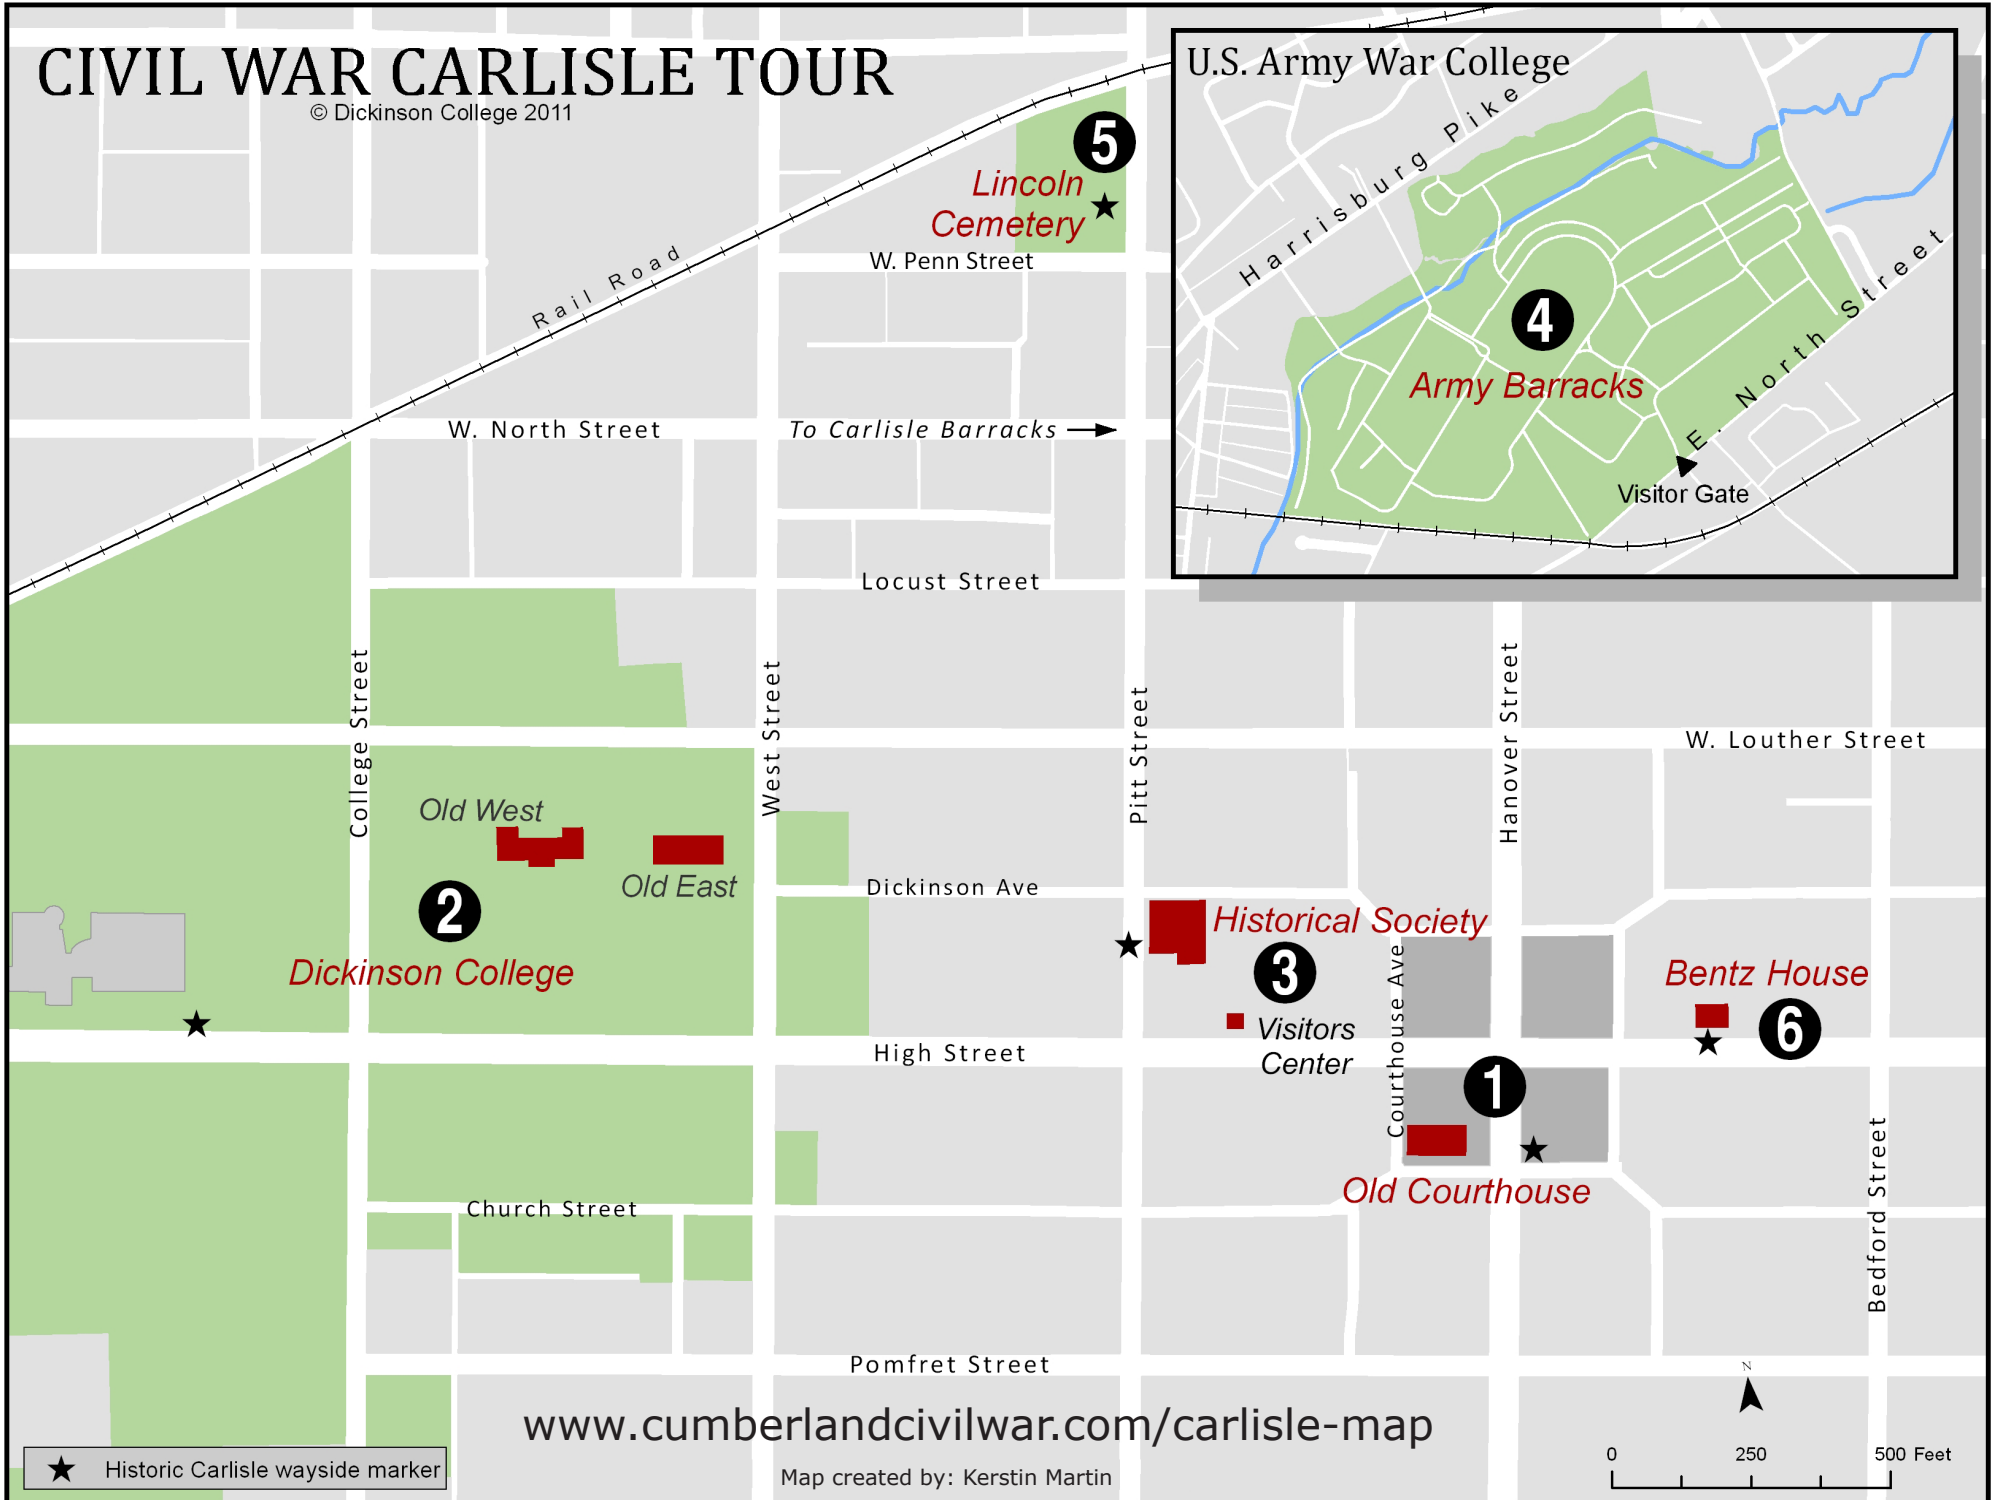 CIVIL WAR CARLISLE TOUR
© Dickinson College 2011
U.S. Army War College
Harrisburg Pike
5
Lincoln
Cemetery
W. Penn Street
Rail Road
4
Army Barracks
E. North Street
Visitor Gate
W. North Street
To Carlisle Barracks
Locust Street
College Street
West Street
Pitt Street
Hanover Street
W. Louther Street
Old West
Old East
2
Dickinson College
Dickinson Ave
Historical Society
3
Visitors
Center
Courthouse Ave
Bentz House
6
High Street
1
Old Courthouse
Church Street
Bedford Street
Pomfret Street
N
www.cumberlandcivilwar.com/carlisle-map
Map created by: Kerstin Martin
Historic Carlisle wayside marker
0 250 500 Feet